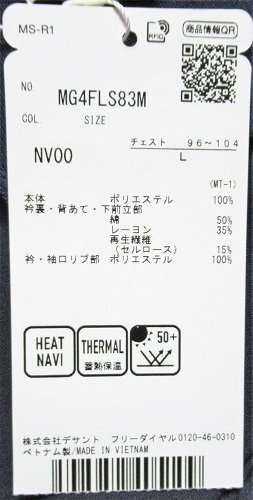 MS-R1
RFID
商品情報QR
NO. MG4FLS83M
COL. SIZE
NV00
チェスト 96～104
L
(MT-1)
本体 ポリエステル 100%
衿裏・背あて・下前立部
綿 50%
レーヨン 35%
再生繊維
(セルロース) 15%
衿・袖口リブ部 ポリエステル 100%
HEAT
NAVI
THERMAL
蓄熱保温
50+
株式会社デサント フリーダイヤル0120-46-0310
ベトナム製/MADE IN VIETNAM